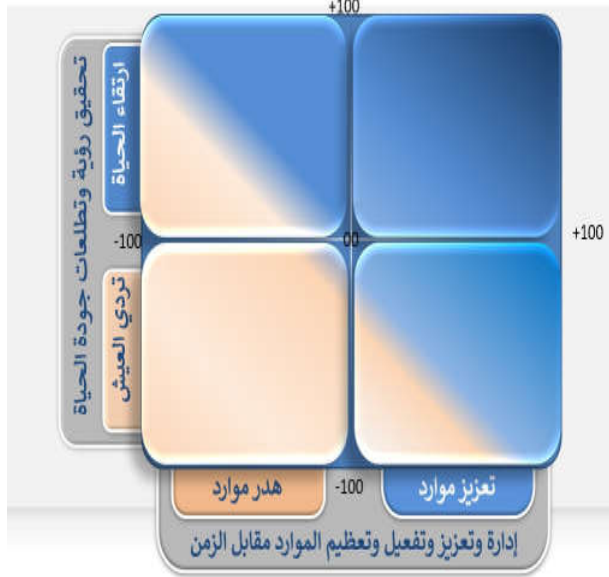 +100
تحقيق رؤية وتطلعات جودة الحياة
ارتقاء الحياة
تردي العيش
-100
00
+100
تعزيز موارد
-100
هدر موارد
إدارة وتعزيز وتفعيل وتعظيم الموارد مقابل الزمن